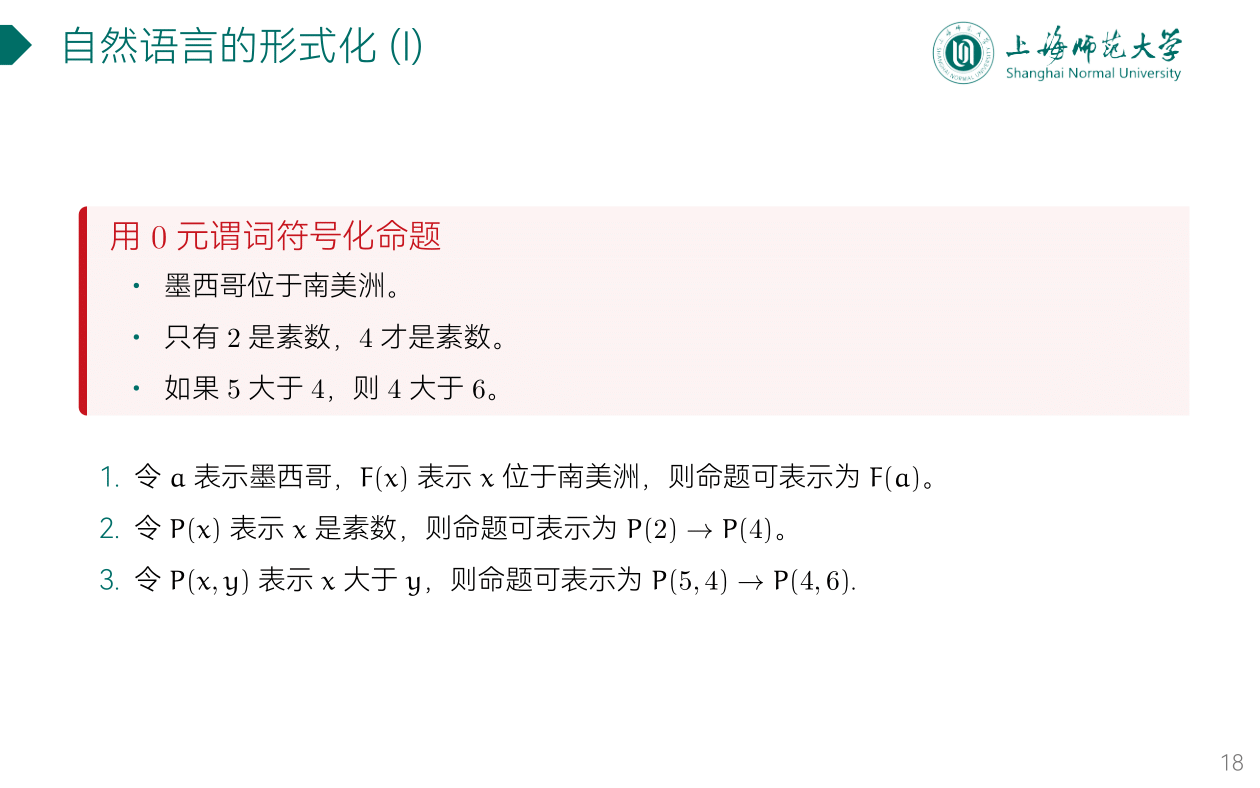 自然语言的形式化 (I)
上海师范大学
Shanghai Normal University
用 0 元谓词符号化命题
• 墨西哥位于南美洲。
• 只有 2 是素数，4 才是素数。
• 如果 5 大于 4，则 4 大于 6。
1. 令 a 表示墨西哥，F(x) 表示 x 位于南美洲，则命题可表示为 F(a)。
2. 令 P(x) 表示 x 是素数，则命题可表示为 P(2) → P(4)。
3. 令 P(x, y) 表示 x 大于 y，则命题可表示为 P(5, 4) → P(4, 6).
18